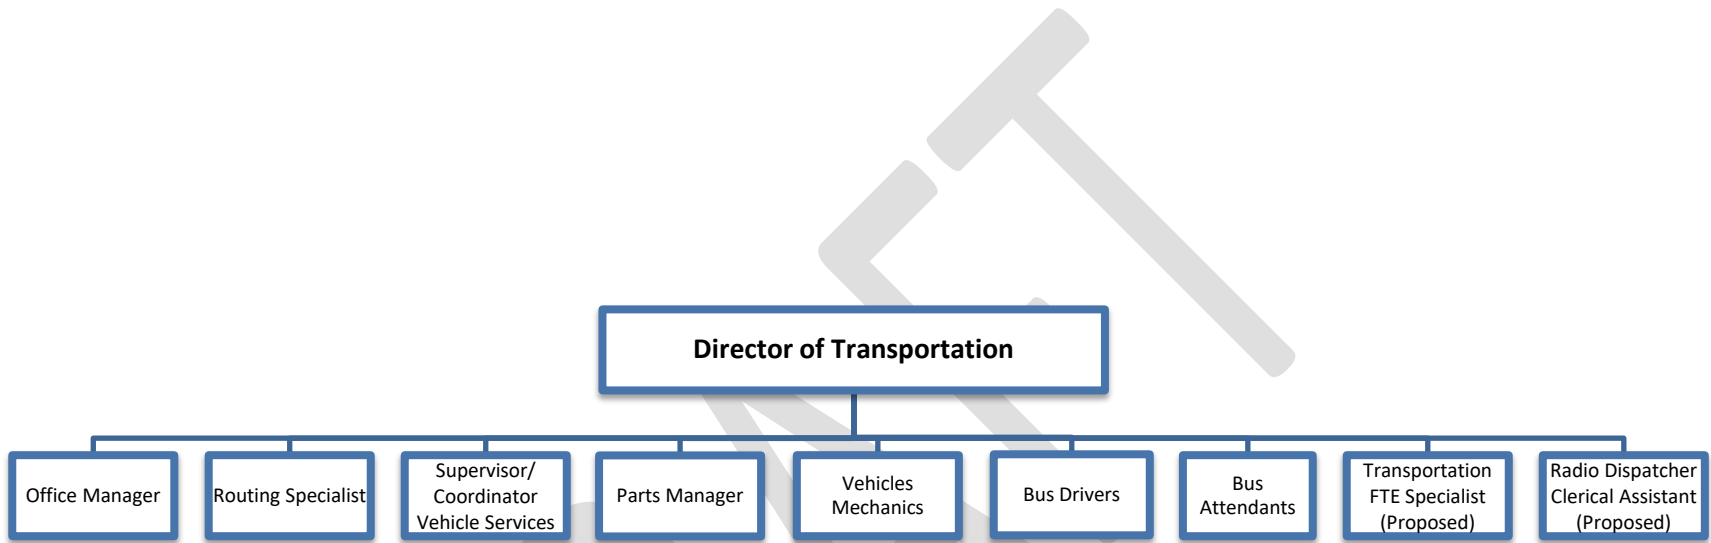 Director of Transportation
Office Manager
Routing Specialist
Supervisor/
Coordinator
Vehicle Services
Parts Manager
Vehicles
Mechanics
Bus Drivers
Bus
Attendants
Transportation
FTE Specialist
(Proposed)
Radio Dispatcher
Clerical Assistant
(Proposed)